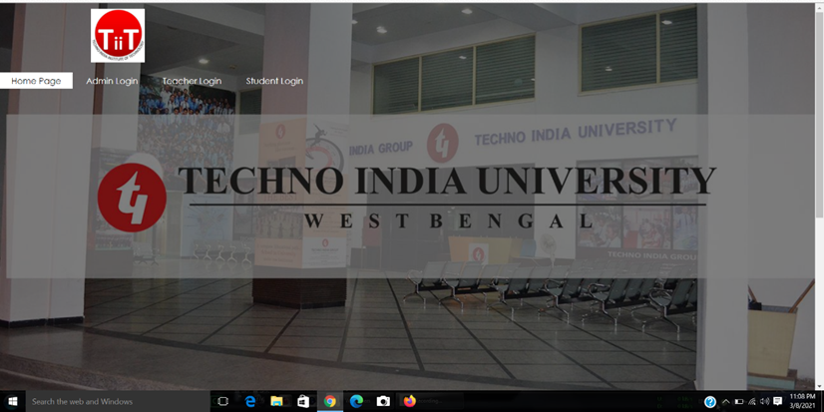 TiiT
Home Page Admin Login Teacher Login Student Login
INDIA GROUP TECHNO INDIA UNIVERSITY
TECHNO INDIA UNIVERSITY
WEST BENGAL
TECHNO INDIA GROU
Search the web and Windows
11:08 PM
3/8/2021